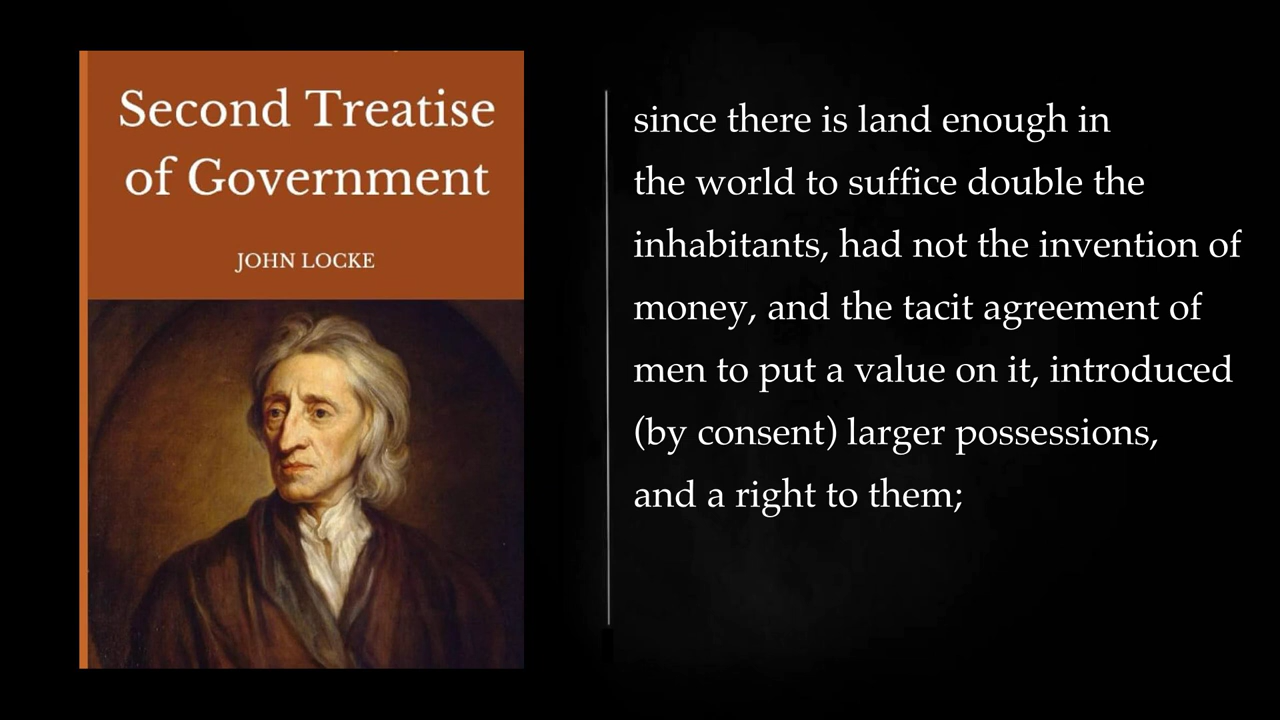 Second Treatise
of Government
JOHN LOCKE
since there is land enough in
the world to suffice double the
inhabitants, had not the invention of
money, and the tacit agreement of
men to put a value on it, introduced
(by consent) larger possessions,
and a right to them;